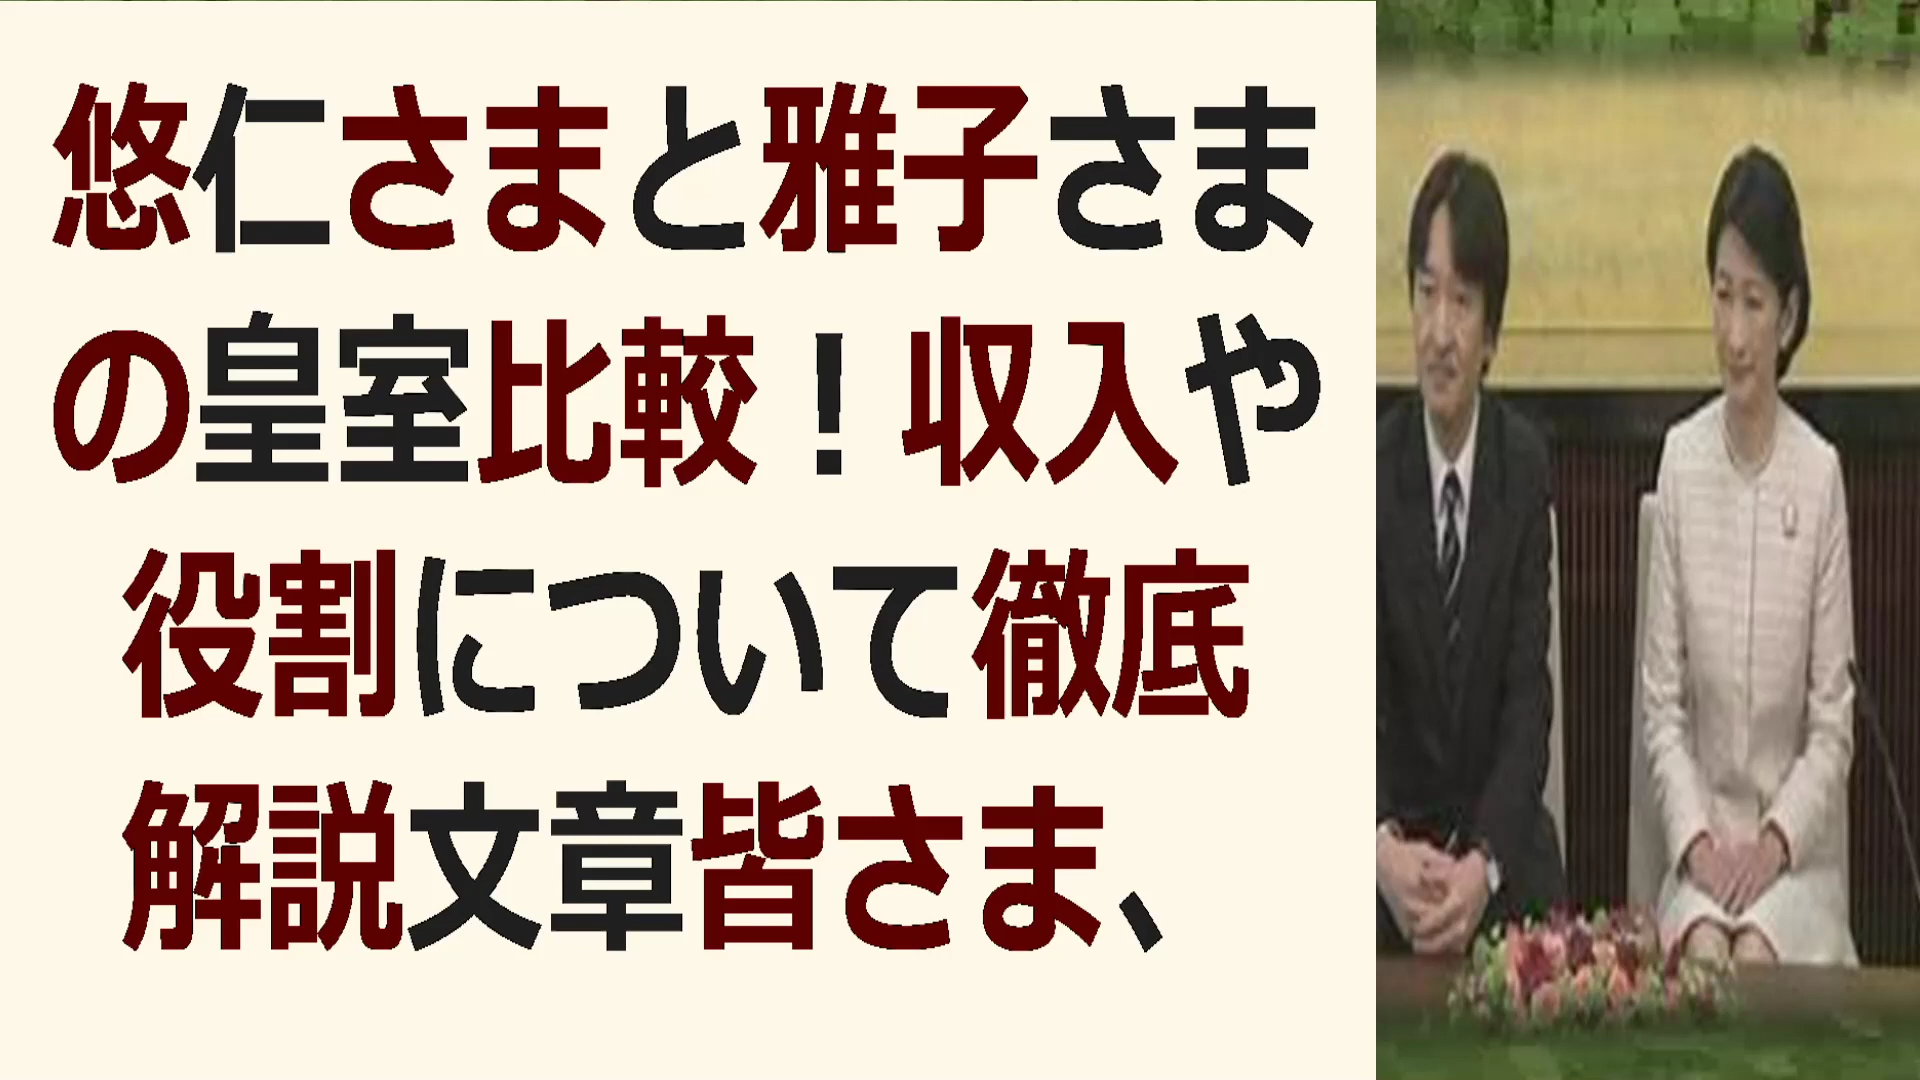 悠仁さまと雅子さま
の皇室比較！収入や
役割について徹底
解説文章皆さま、